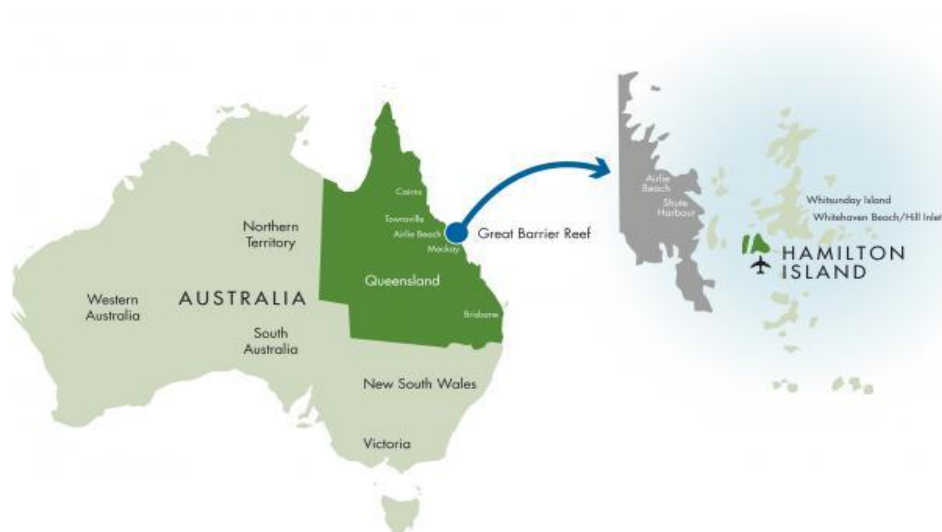 Cairns
Townsville
Airlie Beach
Mackay
Great Barrier Reef
Northern
Territory
Queensland
Western
Australia
AUSTRALIA
South
Australia
Brisbane
New South Wales
Victoria
Airlie
Beach
Shute
Harbour
Whitsunday Island
Whitehaven Beach/Hill Inlet
HAMILTON
ISLAND